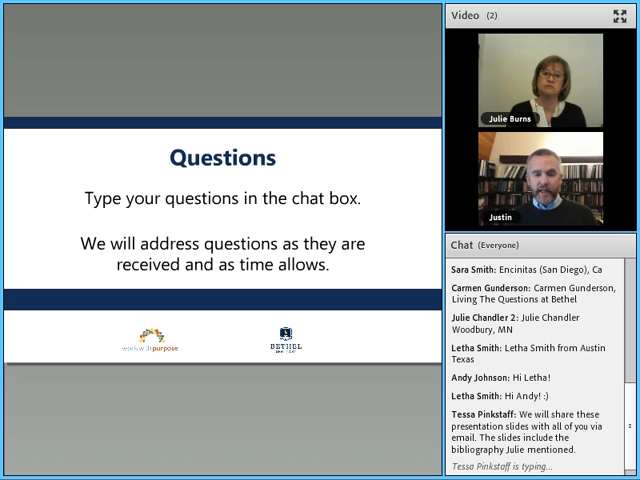 Questions
Type your questions in the chat box.
We will address questions as they are
received and as time allows.
work with purpose
BETHEL
Video (2)
Julie Burns
Justin
Chat (Everyone)
Sara Smith: Encinitas (San Diego), Ca
Carmen Gunderson: Carmen Gunderson,
Living The Questions at Bethel
Julie Chandler 2: Julie Chandler
Woodbury, MN
Letha Smith: Letha Smith from Austin
Texas
Andy Johnson: Hi Letha!
Letha Smith: Hi Andy! :)
Tessa Pinkstaff: We will share these
presentation slides with all of you via
email. The slides include the
bibliography Julie mentioned.
Tessa Pinkstaff is typing...